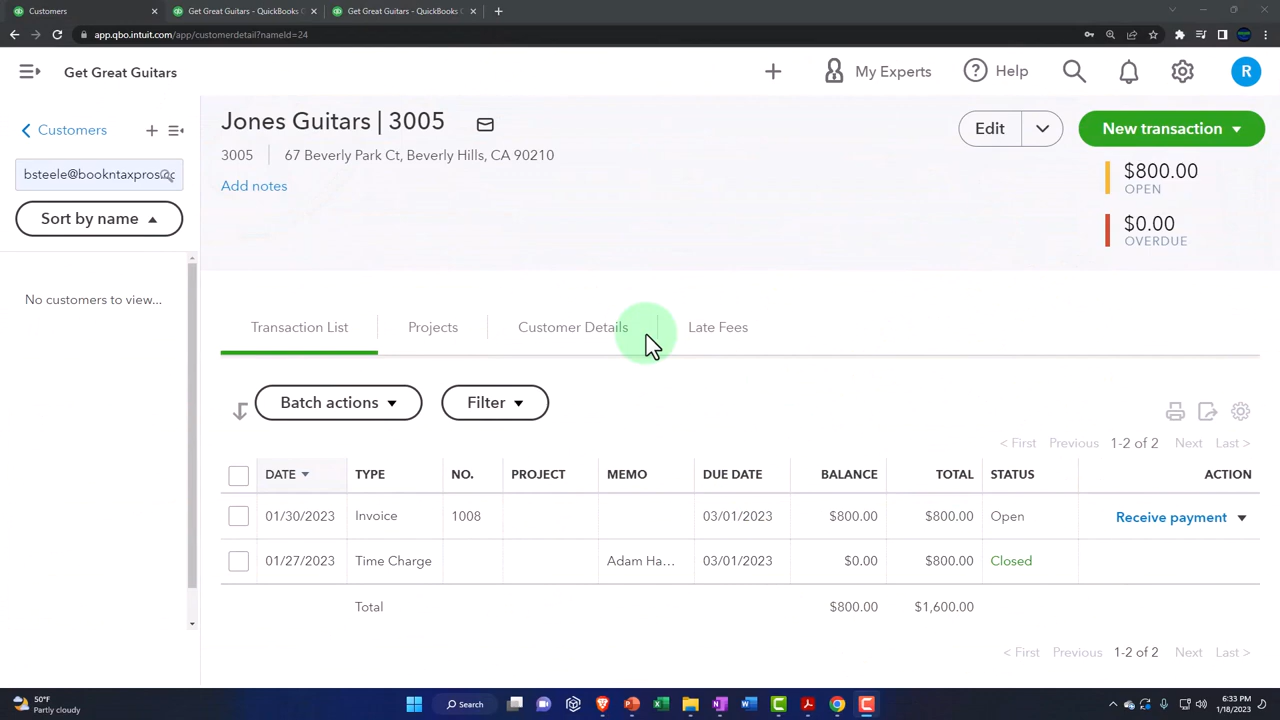 Customers
Get Great Guitars - QuickBooks
Get Great Guitars - QuickBooks
app.qbo.intuit.com/app/customerdetail?nameId=24
Get Great Guitars
My Experts
Help
R
Customers
bsteele@bookntaxpros.c
Sort by name
No customers to view...
Jones Guitars | 3005
3005
67 Beverly Park Ct, Beverly Hills, CA 90210
Add notes
Edit
New transaction
$800.00
OPEN
$0.00
OVERDUE
Transaction List Projects Customer Details Late Fees
Batch actions Filter
< First Previous 1-2 of 2 Next Last >
DATE TYPE NO. PROJECT MEMO DUE DATE BALANCE TOTAL STATUS ACTION
01/30/2023 Invoice 1008 03/01/2023 $800.00 $800.00 Open Receive payment
01/27/2023 Time Charge Adam Ha... 03/01/2023 $0.00 $800.00 Closed
Total $800.00 $1,600.00
< First Previous 1-2 of 2 Next Last >
50°F
Partly cloudy
Search
6:33 PM
1/18/2023